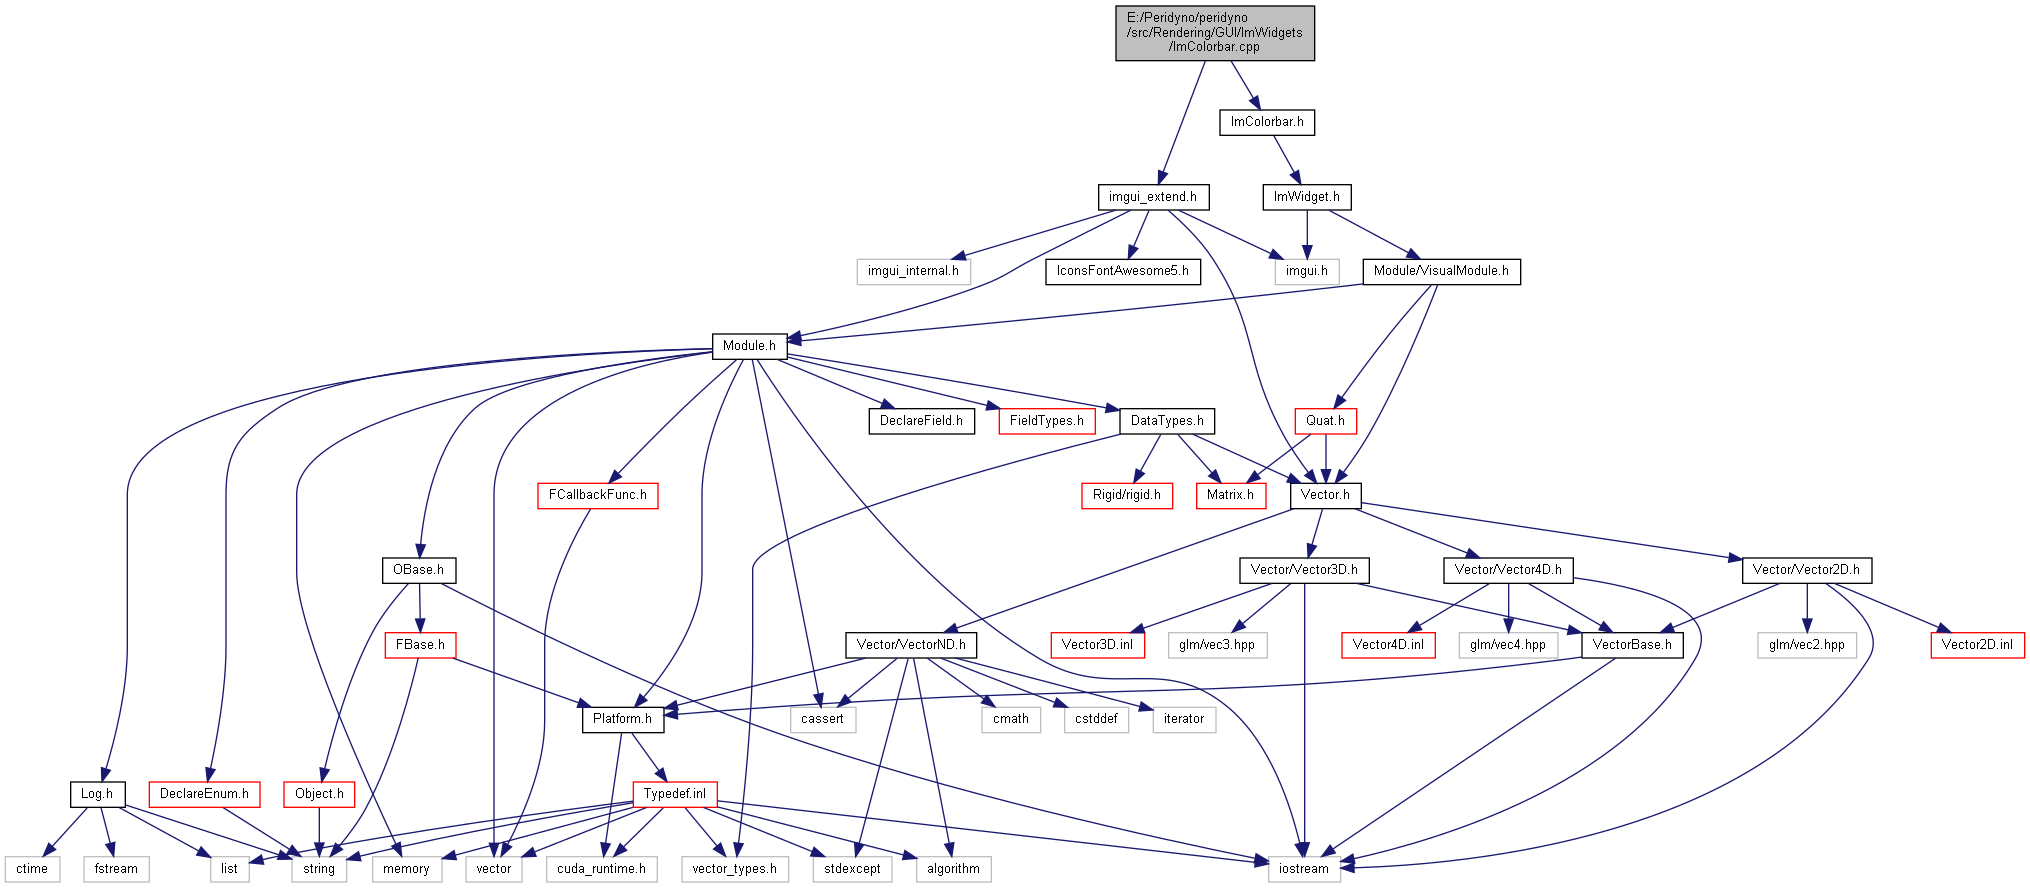 E:/Peridyno/peridyno
/src/Rendering/GUI/ImWidgets
/ImColorbar.cpp
ImColorbar.h
imgui_extend.h
ImWidget.h
imgui_internal.h
IconsFontAwesome5.h
imgui.h
Module/VisualModule.h
Module.h
DeclareField.h
FieldTypes.h
DataTypes.h
Quat.h
FCallbackFunc.h
Rigid/rigid.h
Matrix.h
Vector.h
OBase.h
Vector/Vector3D.h
Vector/Vector4D.h
Vector/Vector2D.h
FBase.h
Vector/VectorND.h
Vector3D.inl
glm/vec3.hpp
Vector4D.inl
glm/vec4.hpp
VectorBase.h
glm/vec2.hpp
Vector2D.inl
Platform.h
cassert
cmath
cstddef
iterator
Log.h
DeclareEnum.h
Object.h
Typedef.inl
ctime
fstream
list
string
memory
vector
cuda_runtime.h
vector_types.h
stdexcept
algorithm
iostream